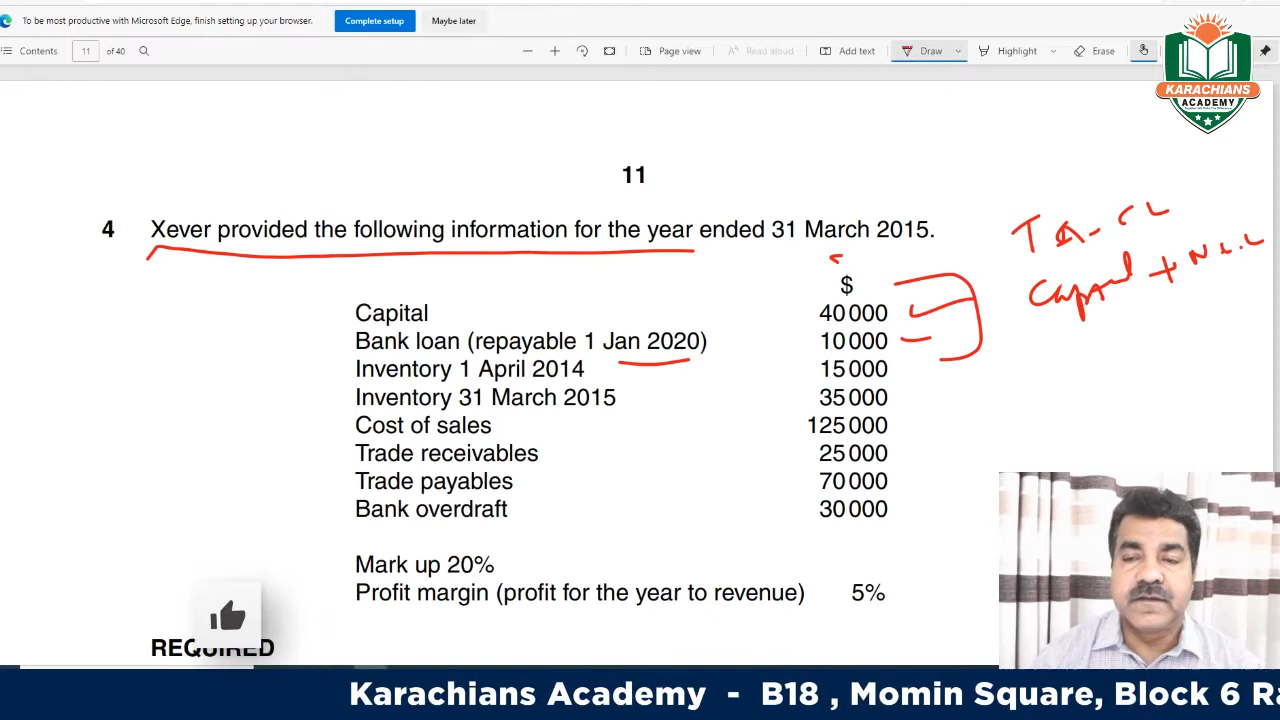 To be most productive with Microsoft Edge, finish setting up your browser.
Complete setup
Maybe later
Contents
11
of 40
Page view
Read aloud
Add text
Draw
Highlight
Erase
KARACHIANS
ACADEMY
11
4 Xever provided the following information for the year ended 31 March 2015.
TA - CL
Capital + N.C.L
$
Capital 40 000
Bank loan (repayable 1 Jan 2020) 10 000
Inventory 1 April 2014 15 000
Inventory 31 March 2015 35 000
Cost of sales 125 000
Trade receivables 25 000
Trade payables 70 000
Bank overdraft 30 000
Mark up 20%
Profit margin (profit for the year to revenue) 5%
REQUIRED
Karachians Academy - B18 , Momin Square, Block 6 Ra